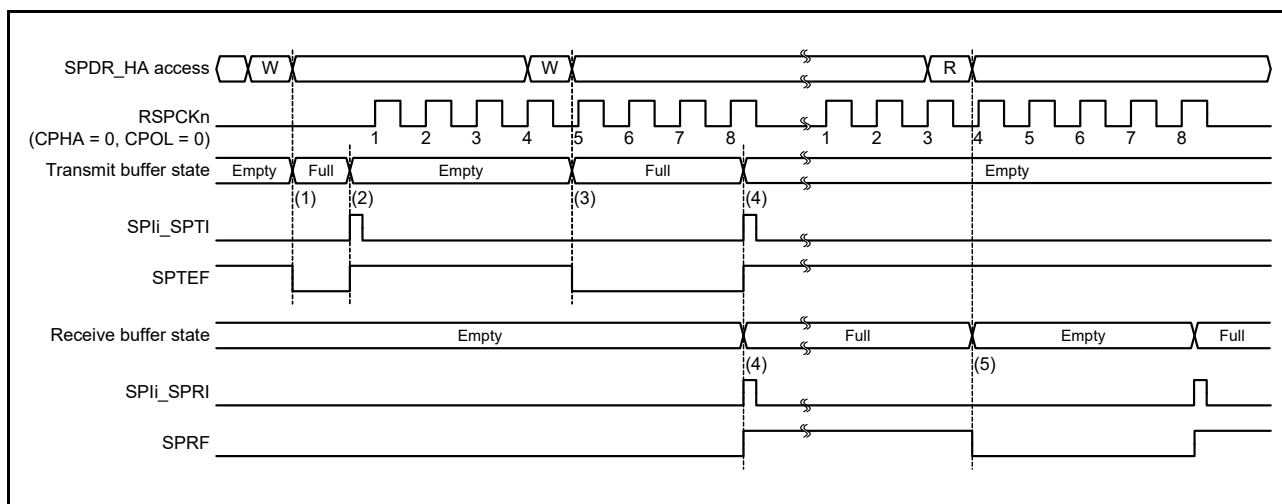 SPDR_HA access W W R
RSPCKn
(CPHA = 0, CPOL = 0) 1 2 3 4 5 6 7 8 1 2 3 4 5 6 7 8
Transmit buffer state Empty Full Empty Full Empty
(1) (2) (3) (4)
SPIi_SPTI
SPTEF
Receive buffer state Empty Full Empty Full
(4) (5)
SPIi_SPRI
SPRF